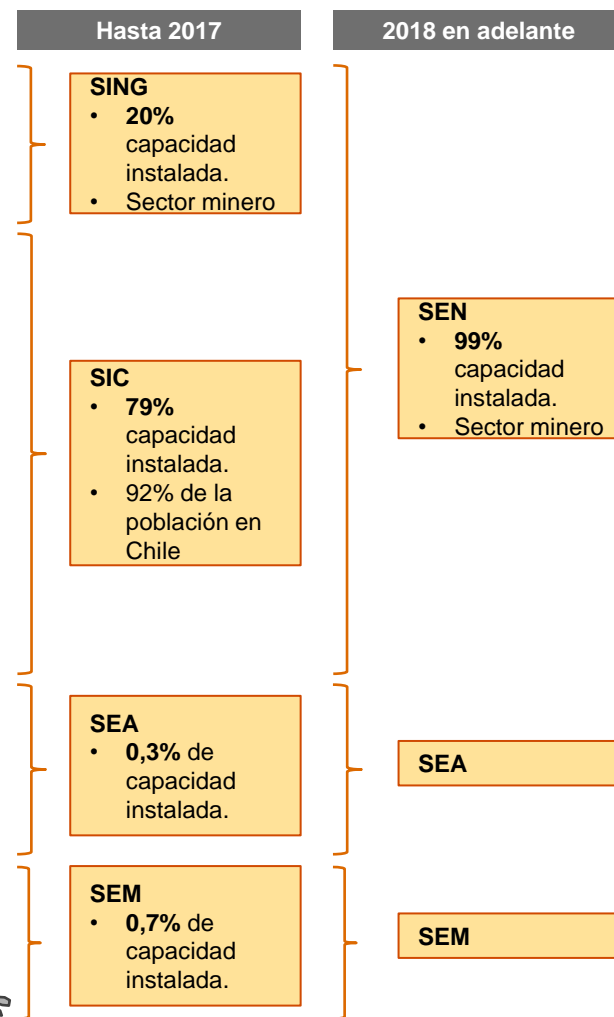 Hasta 2017
2018 en adelante
SING
• 20%
capacidad
instalada.
• Sector minero
SIC
• 79%
capacidad
instalada.
• 92% de la
población en
Chile
SEN
• 99%
capacidad
instalada.
• Sector minero
SEA
• 0,3% de
capacidad
instalada.
SEA
SEM
• 0,7% de
capacidad
instalada.
SEM